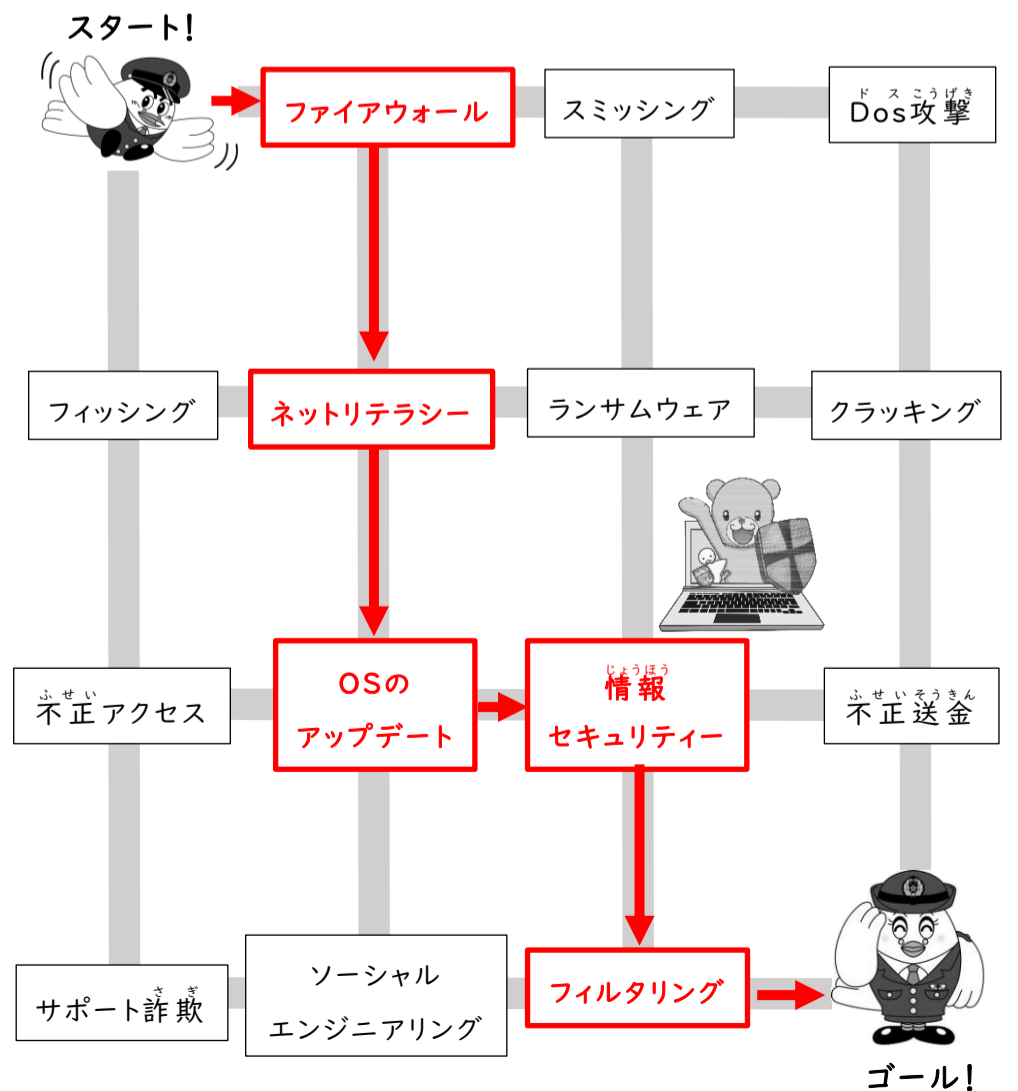 スタート!
ファイアウォール
スミッシング
ドスこうげき
Dos攻撃
フィッシング
ネットリテラシー
ランサムウェア
クラッキング
ふせい
不正アクセス
OSの
アップデート
じょうほう
情報
セキュリティー
ふせいそうきん
不正送金
さぎ
サポート詐欺
ソーシャル
エンジニアリング
フィルタリング
ゴール!